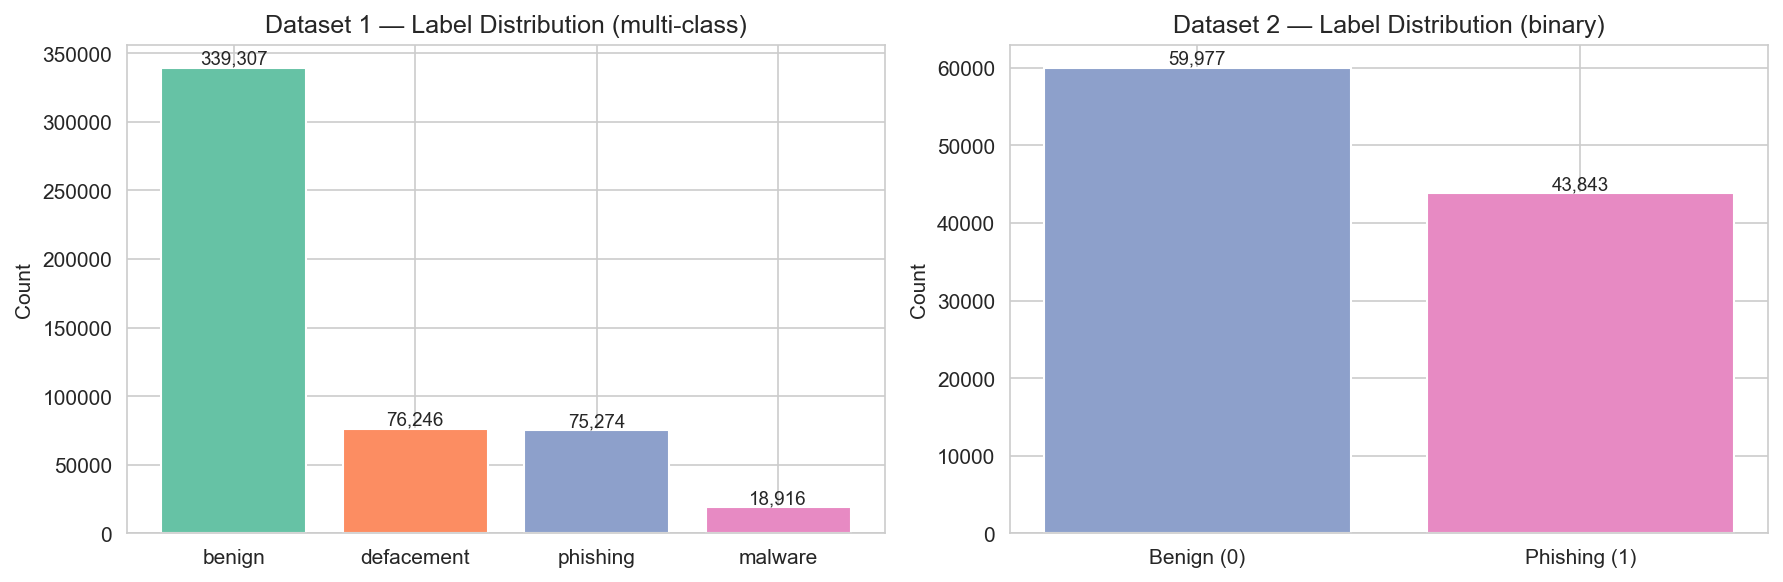 Dataset 1 — Label Distribution (multi-class)
350000
300000
250000
200000
150000
100000
50000
0
Count
339,307
76,246
75,274
18,916
benign
defacement
phishing
malware
Dataset 2 — Label Distribution (binary)
60000
50000
40000
30000
20000
10000
0
Count
59,977
43,843
Benign (0)
Phishing (1)